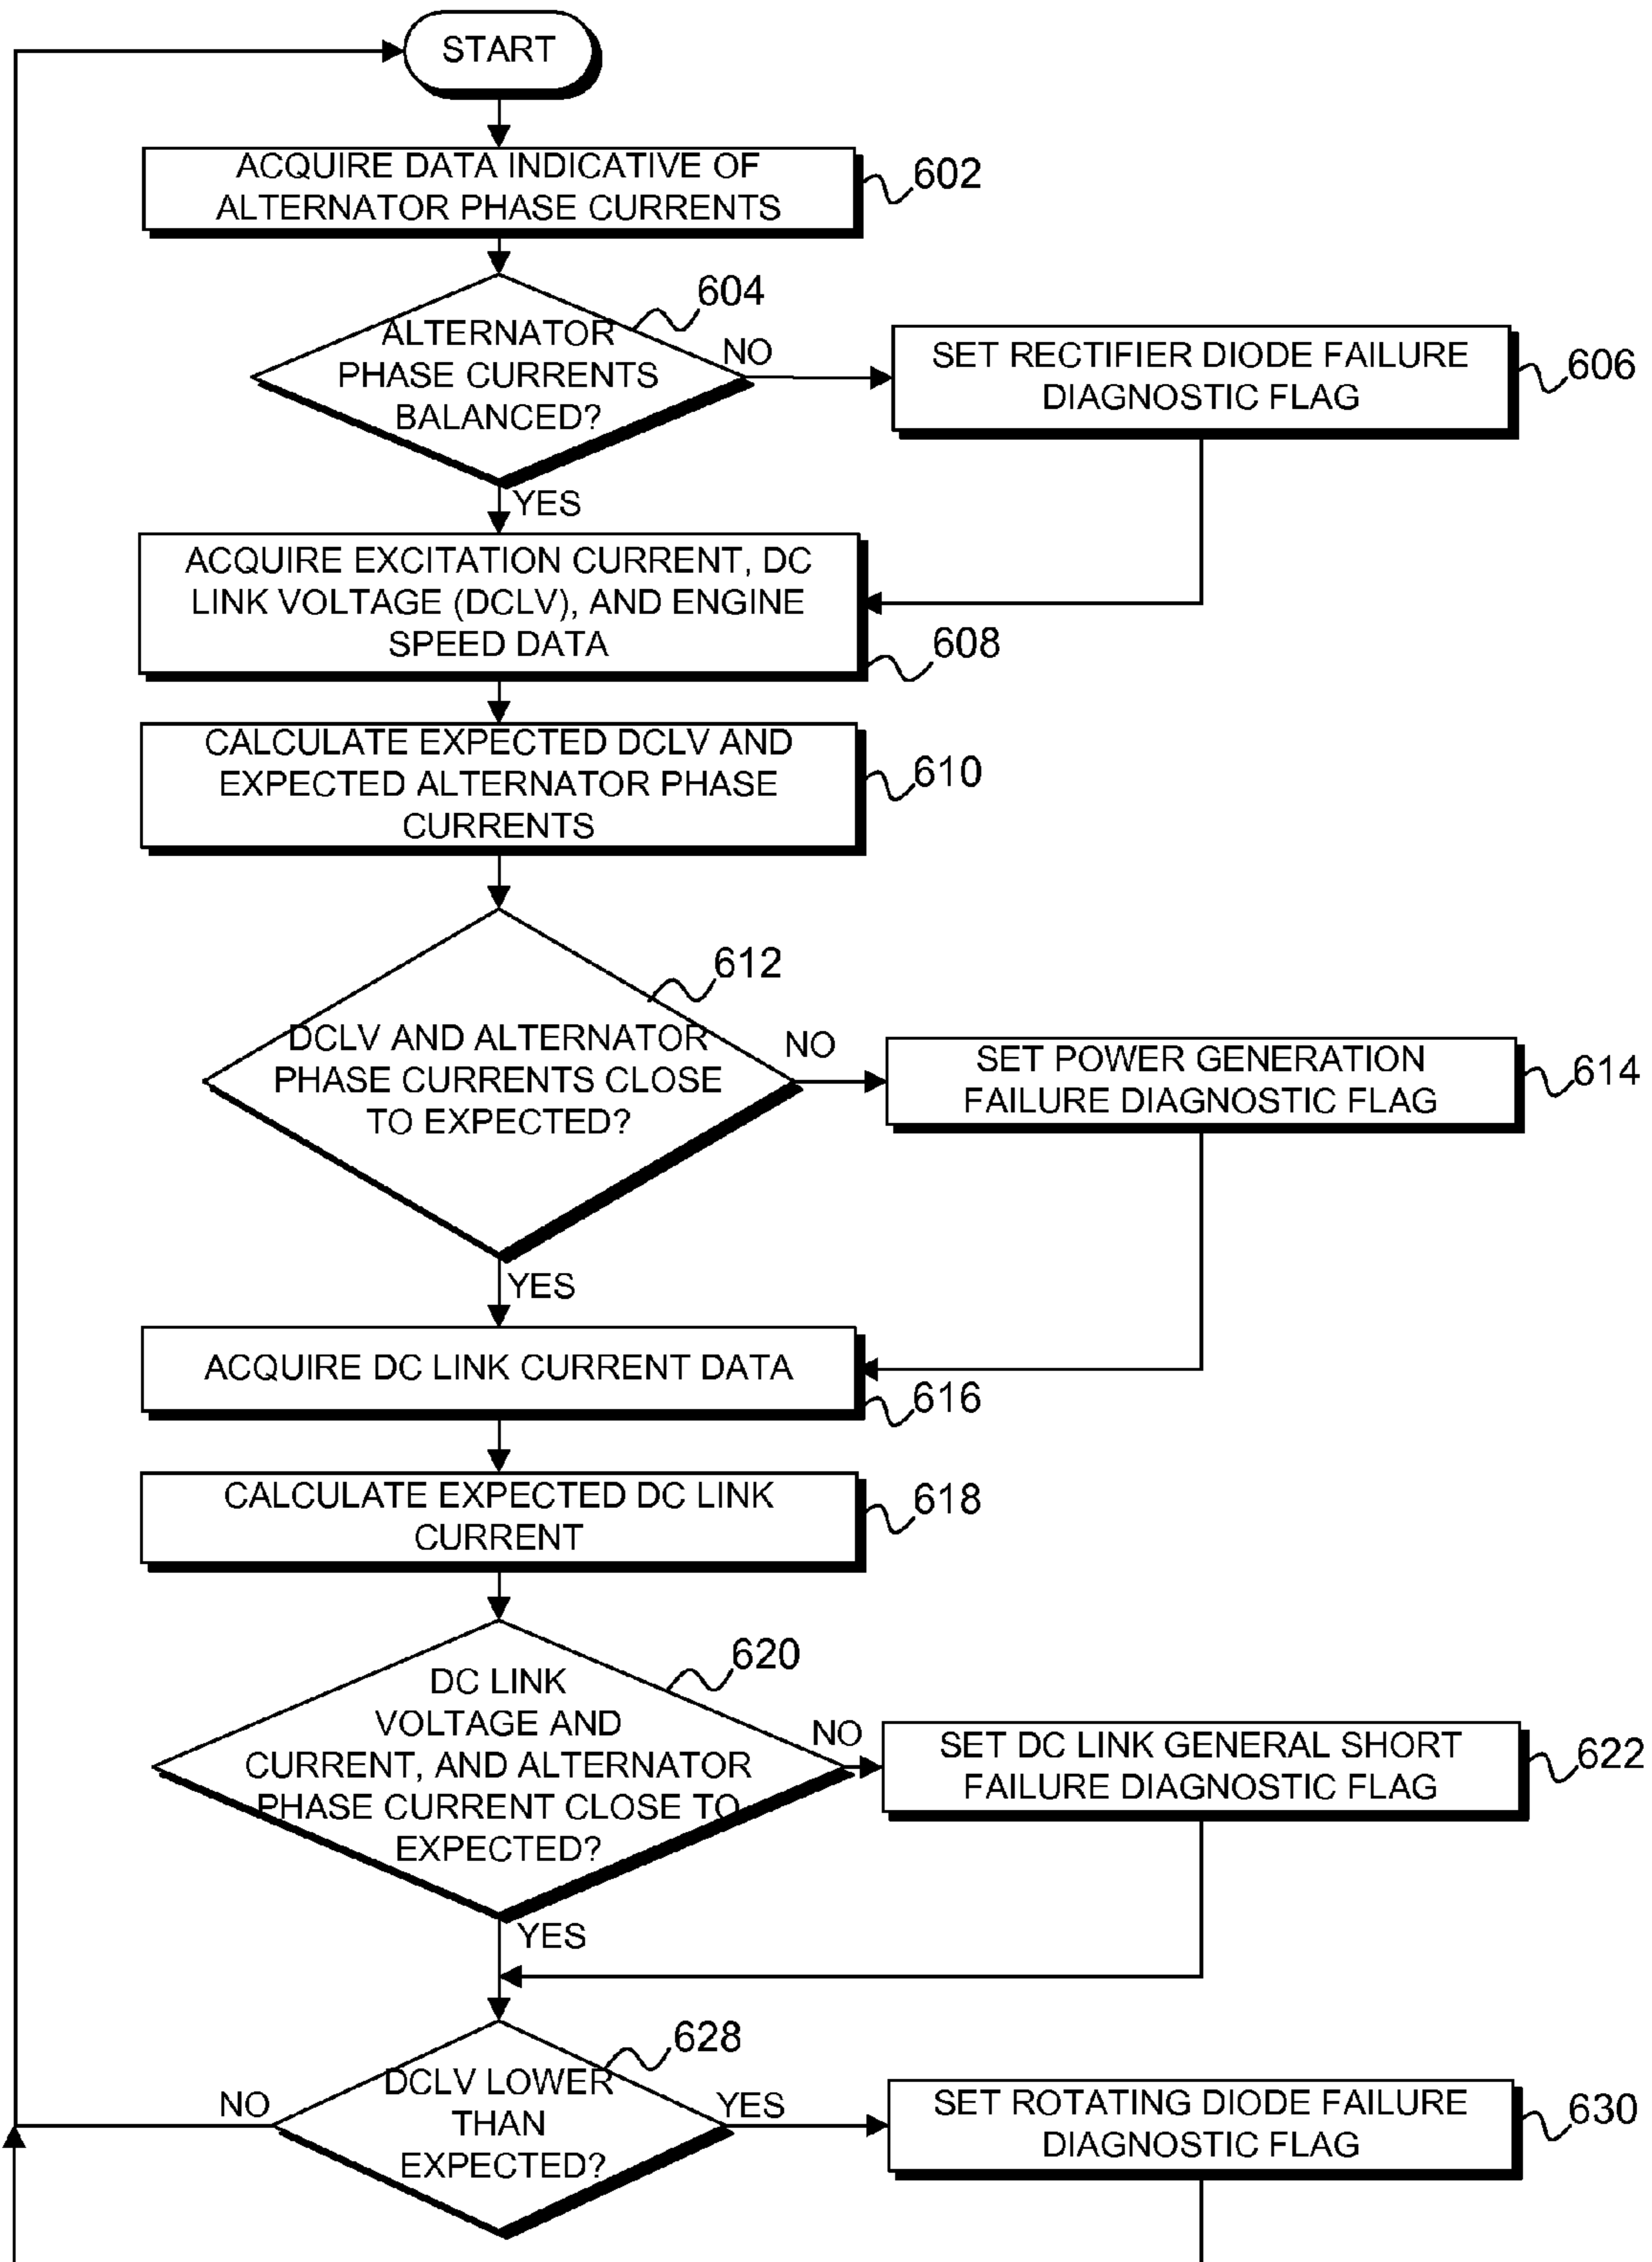 START
ACQUIRE DATA INDICATIVE OF
ALTERNATOR PHASE CURRENTS
602
604
ALTERNATOR
PHASE CURRENTS
BALANCED?
NO
SET RECTIFIER DIODE FAILURE
DIAGNOSTIC FLAG
606
YES
ACQUIRE EXCITATION CURRENT, DC
LINK VOLTAGE (DCLV), AND ENGINE
SPEED DATA
608
CALCULATE EXPECTED DCLV AND
EXPECTED ALTERNATOR PHASE
CURRENTS
610
612
DCLV AND ALTERNATOR
PHASE CURRENTS CLOSE
TO EXPECTED?
NO
SET POWER GENERATION
FAILURE DIAGNOSTIC FLAG
614
YES
ACQUIRE DC LINK CURRENT DATA
616
CALCULATE EXPECTED DC LINK
CURRENT
618
620
DC LINK
VOLTAGE AND
CURRENT, AND ALTERNATOR
PHASE CURRENT CLOSE TO
EXPECTED?
NO
SET DC LINK GENERAL SHORT
FAILURE DIAGNOSTIC FLAG
622
YES
628
DCLV LOWER
THAN
EXPECTED?
NO
YES
SET ROTATING DIODE FAILURE
DIAGNOSTIC FLAG
630